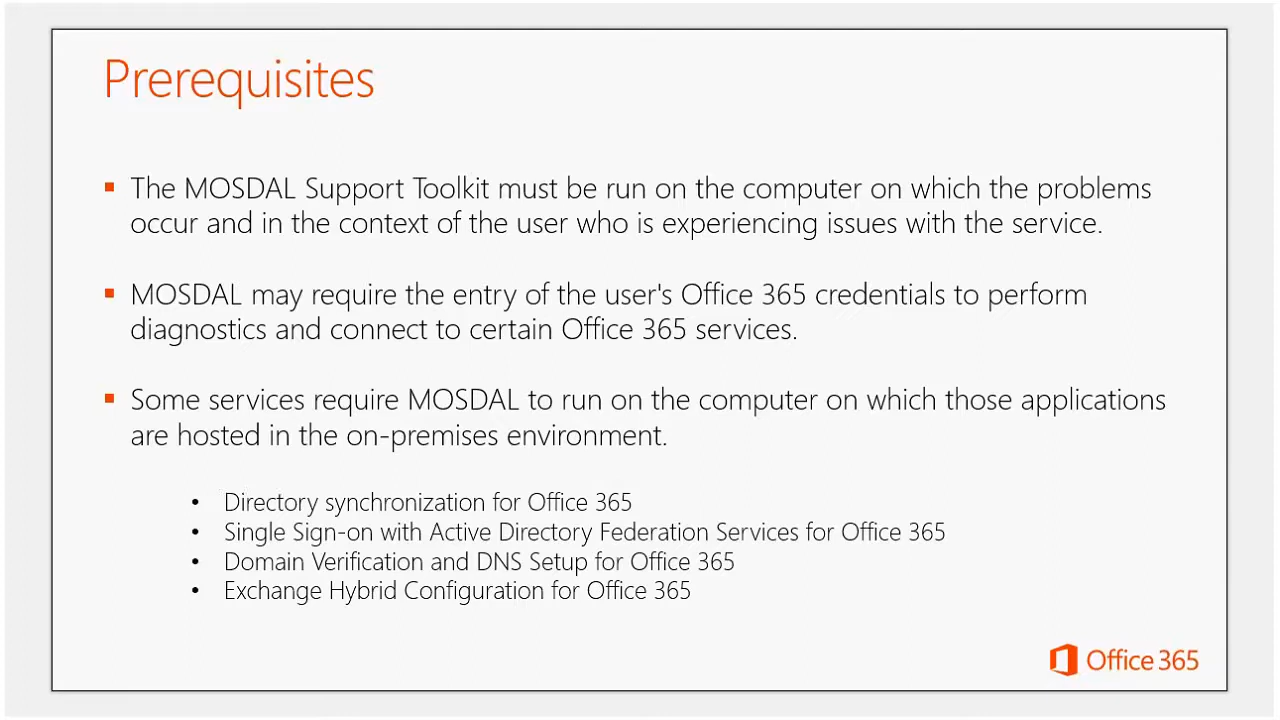 Prerequisites
▪ The MOSDAL Support Toolkit must be run on the computer on which the problems
occur and in the context of the user who is experiencing issues with the service.
▪ MOSDAL may require the entry of the user's Office 365 credentials to perform
diagnostics and connect to certain Office 365 services.
▪ Some services require MOSDAL to run on the computer on which those applications
are hosted in the on-premises environment.
• Directory synchronization for Office 365
• Single Sign-on with Active Directory Federation Services for Office 365
• Domain Verification and DNS Setup for Office 365
• Exchange Hybrid Configuration for Office 365
Office 365